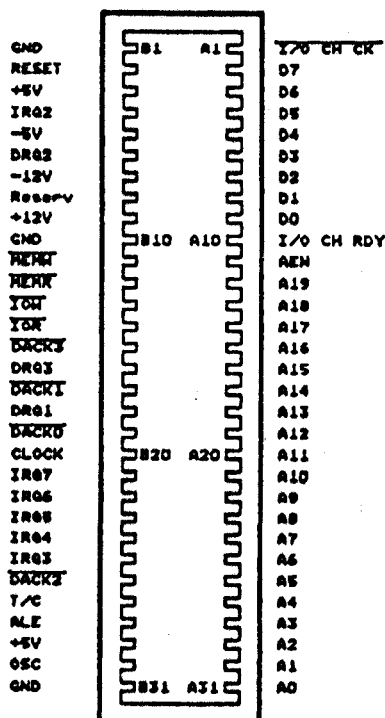 GND B1 A1 I/O CH CK
RESET D7
+5V D6
IRQ2 D5
-5V D4
DRQ2 D3
-12V D2
Reserv D1
+12V D0
GND B10 A10 I/O CH RDY
MEMW AEN
MEMR A19
IOW A18
IOR A17
DACK3 A16
DRQ3 A15
DACK1 A14
DRQ1 A13
DACK0 A12
CLOCK B20 A20 A11
IRQ7 A10
IRQ6 A9
IRQ5 A8
IRQ4 A7
IRQ3 A6
DACK2 A5
T/C A4
ALE A3
+5V A2
OSC A1
GND B31 A31 A0